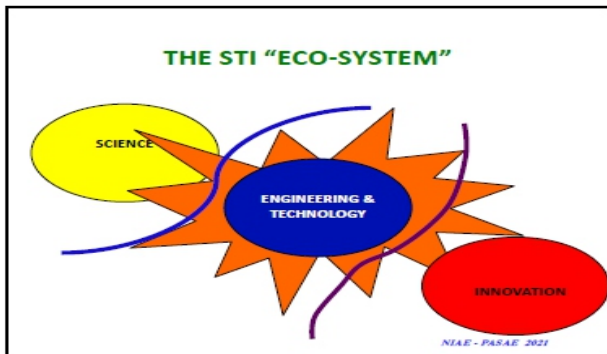 THE STI “ECO-SYSTEM”
SCIENCE
ENGINEERING &
TECHNOLOGY
INNOVATION
NIAE - PASAE 2021